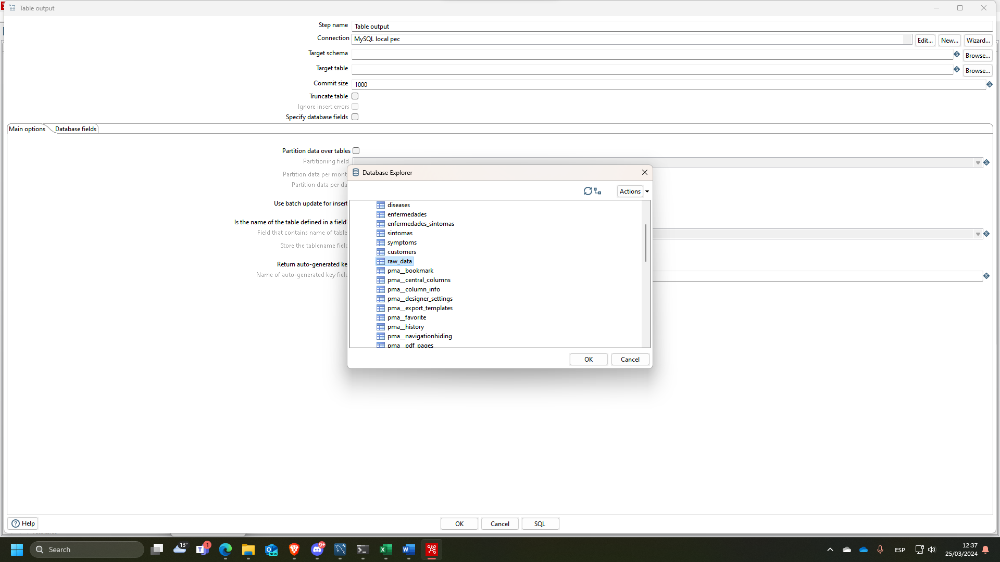 Table output
Step name
Table output
Connection
MySQL local pec
Edit...
New...
Wizard...
Target schema
Browse...
Target table
Browse...
Commit size
1000
Truncate table
Ignore insert errors
Specify database fields
Main options
Database fields
Partition data over tables
Partitioning field
Partition data per mont
Partition data per da
Use batch update for insert
Is the name of the table defined in a field
Field that contains name of table
Store the tablename field
Return auto-generated ke
Name of auto-generated key field
Database Explorer
Actions
diseases
enfermedades
enfermedades_sintomas
sintomas
symptoms
customers
raw_data
pma__bookmark
pma__central_columns
pma__column_info
pma__designer_settings
pma__export_templates
pma__favorite
pma__history
pma__navigationhiding
pma__pdf_pages
OK
Cancel
Help
OK
Cancel
SQL
Search
13°
1
NEW
9+
ESP
12:37
25/03/2024